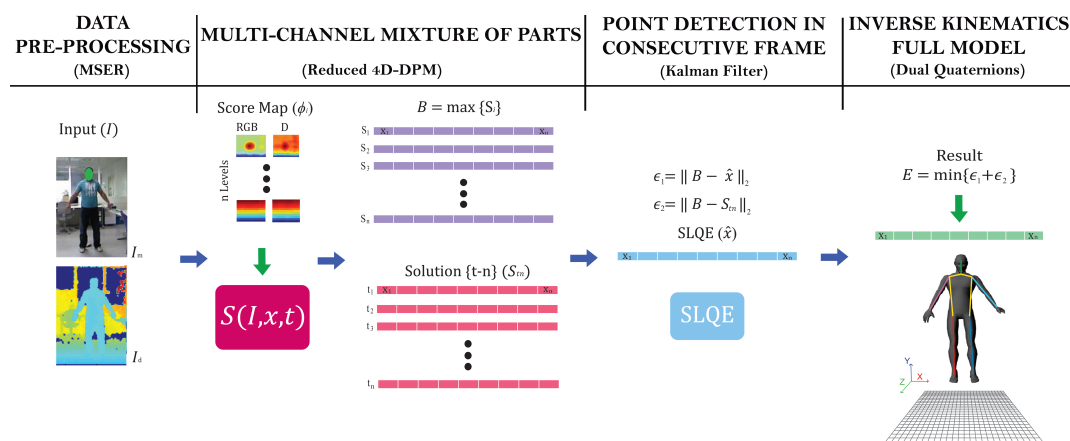 DATA
PRE-PROCESSING
(MSER)
MULTI-CHANNEL MIXTURE OF PARTS
(Reduced 4D-DPM)
POINT DETECTION IN
CONSECUTIVE FRAME
(Kalman Filter)
INVERSE KINEMATICS
FULL MODEL
(Dual Quaternions)
Input (I)
Iₘ
I_d
Score Map (ϕᵢ)
RGB D
n Levels
S(I,x,t)
B = max {Sᵢ}
S₁ X₁ Xₙ
S₂
S₃
Sₙ
Solution {t-n} (Sₜₙ)
t₁ X₁ Xₙ
t₂
t₃
tₙ
ϵ₁= ‖ B − x̂ ‖₂
ϵ₂= ‖ B − Sₜₙ‖₂
SLQE (x̂)
X₁ Xₙ
SLQE
Result
E = min{ϵ₁+ϵ₂}
X₁ Xₙ
Y
X
Z